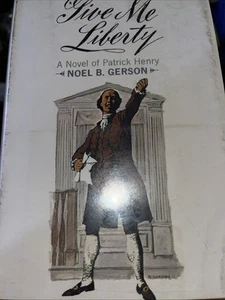 Give Me
Liberty
A Novel of Patrick Henry
NOEL B. GERSON